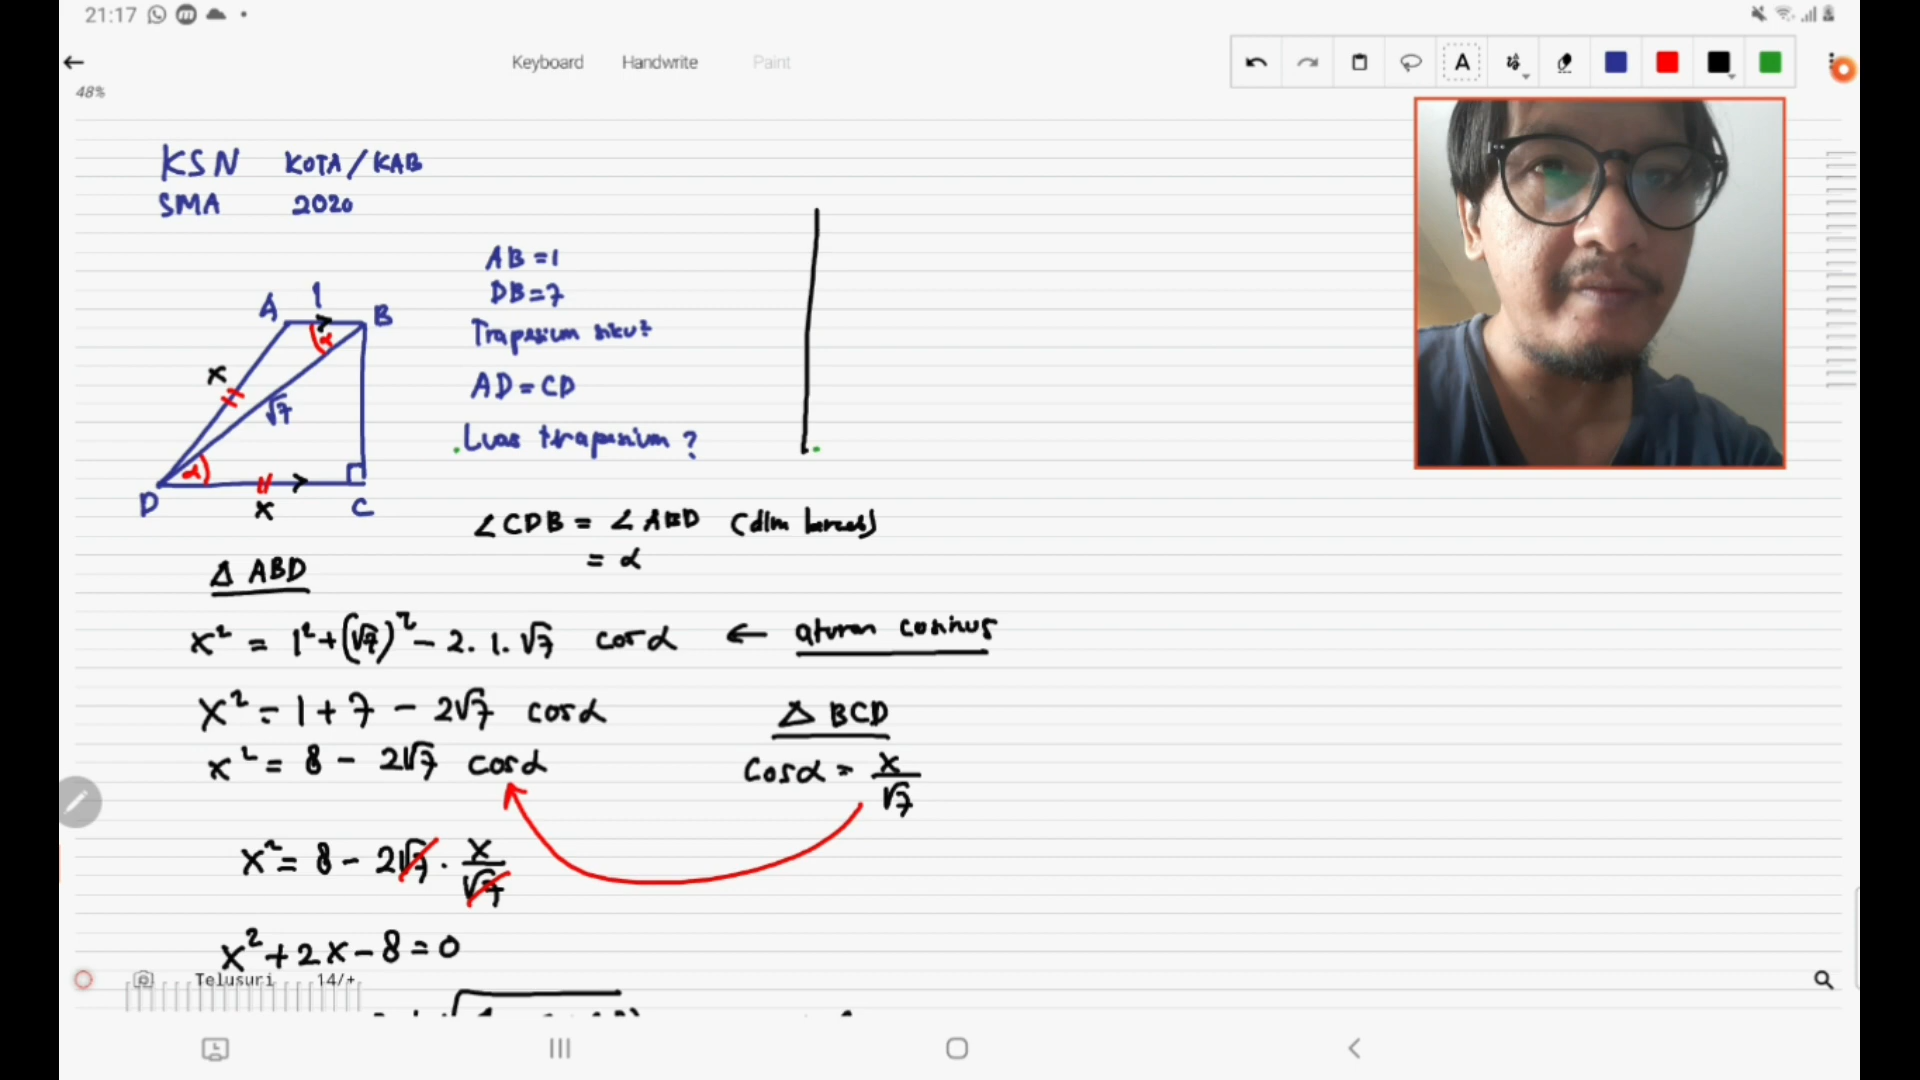 21:17
Keyboard Handwrite Paint
A
48%
KSN KOTA/KAB
SMA 2020
AB = 1
DB = 7
Trapesium siku²
AD = CD
Luas trapesium ?
A 1 B
α
x
√7
α
D x C
∠CDB = ∠ABD (dlm
= α
△ ABD
x² = 1² + (√7)² - 2. 1. √7 cos α ← aturan cosinus
x² = 1 + 7 - 2√7 cos α
△ BCD
x² = 8 - 2√7 cos α
cos α = x/√7
x² = 8 - 2√7 . x/√7
x² + 2x - 8 = 0
Telusuri 14/+